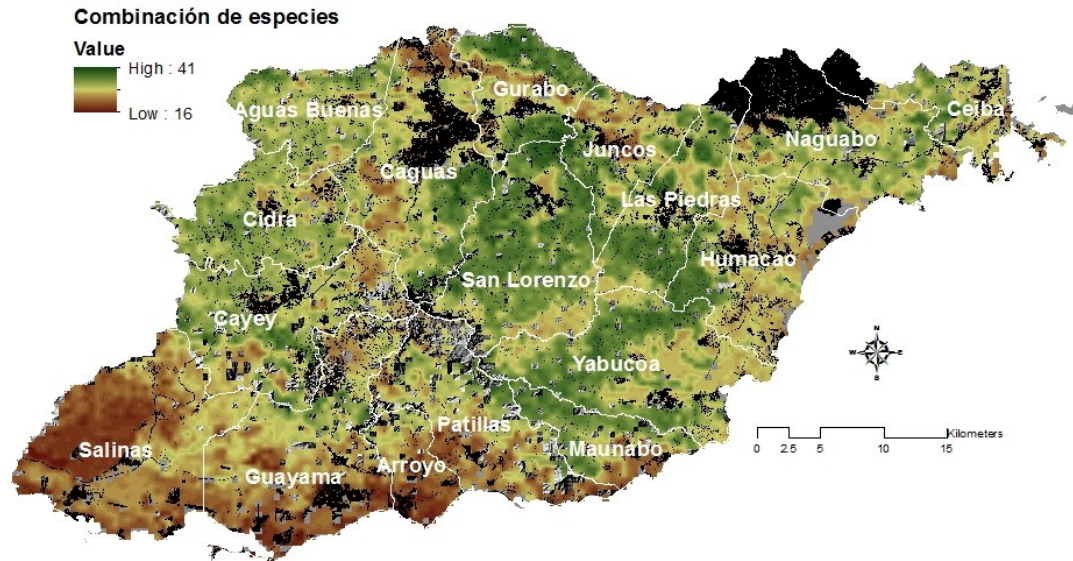 Combinación de especies
Value
High : 41
Low : 16
Aguas Buenas
Gurabo
Ceiba
Juncos
Naguabo
Caguas
Las Piedras
Cidra
Humacao
San Lorenzo
Cayey
N
W E
S
Yabucoa
Patillas
Maunabo
Salinas
Guayama
Arroyo
0 2.5 5 10 15 Kilometers